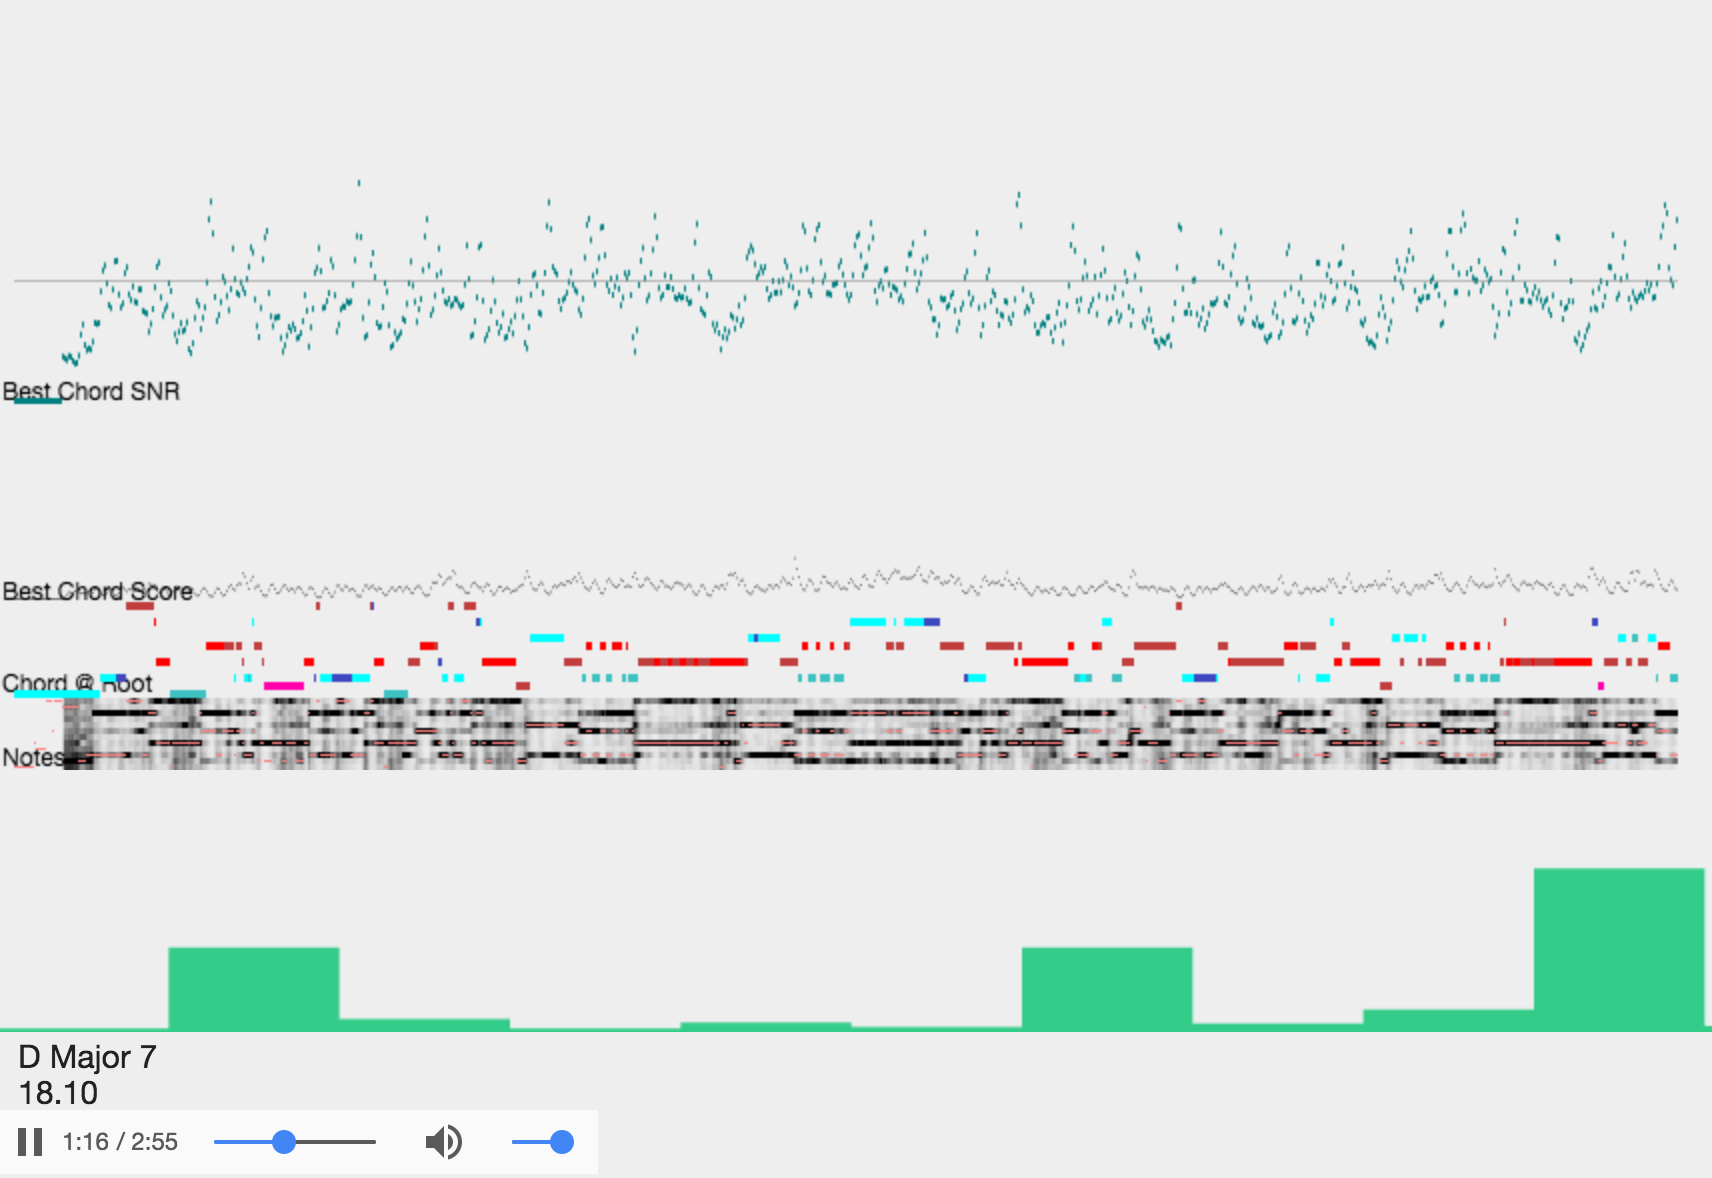 Best Chord SNR
Best Chord Score
Chord @ Root
Notes
D Major 7
18.10
1:16 / 2:55